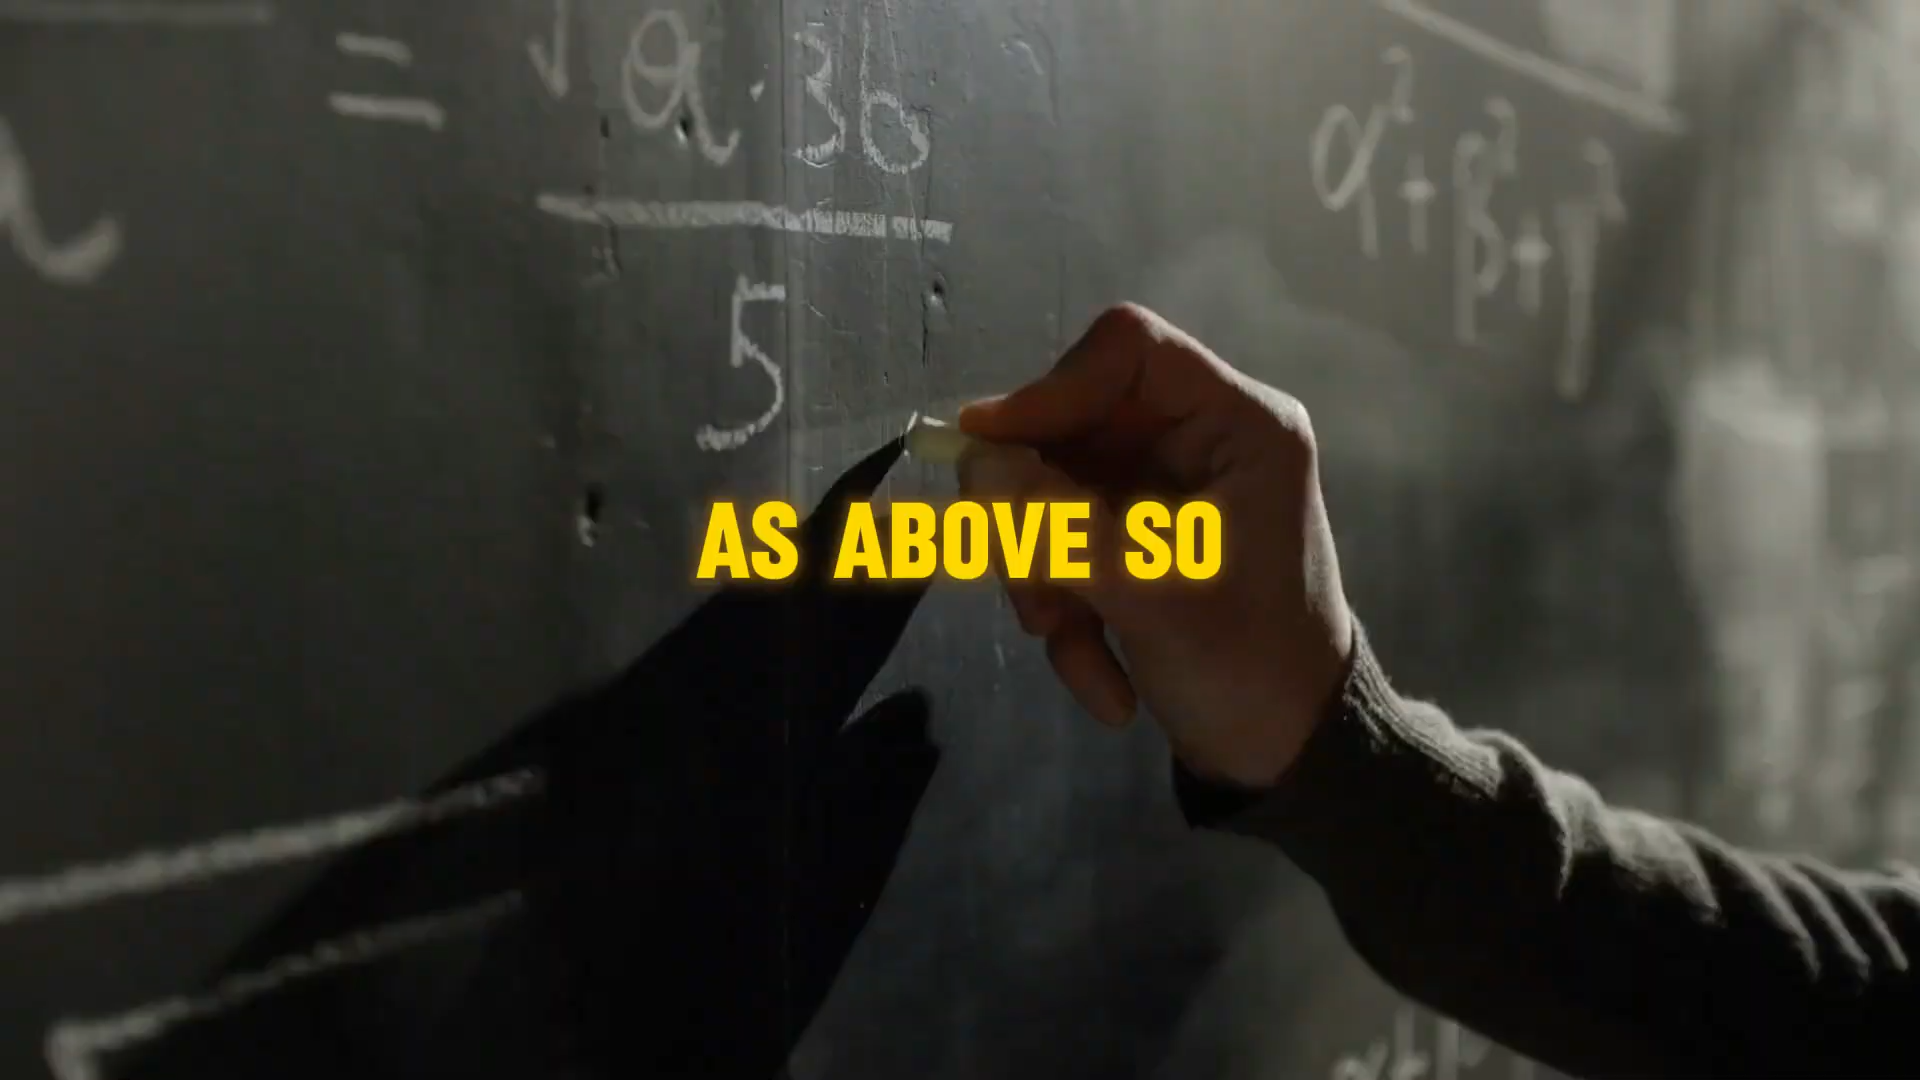 = √a · 36
5
α² + β² + γ²
AS ABOVE SO